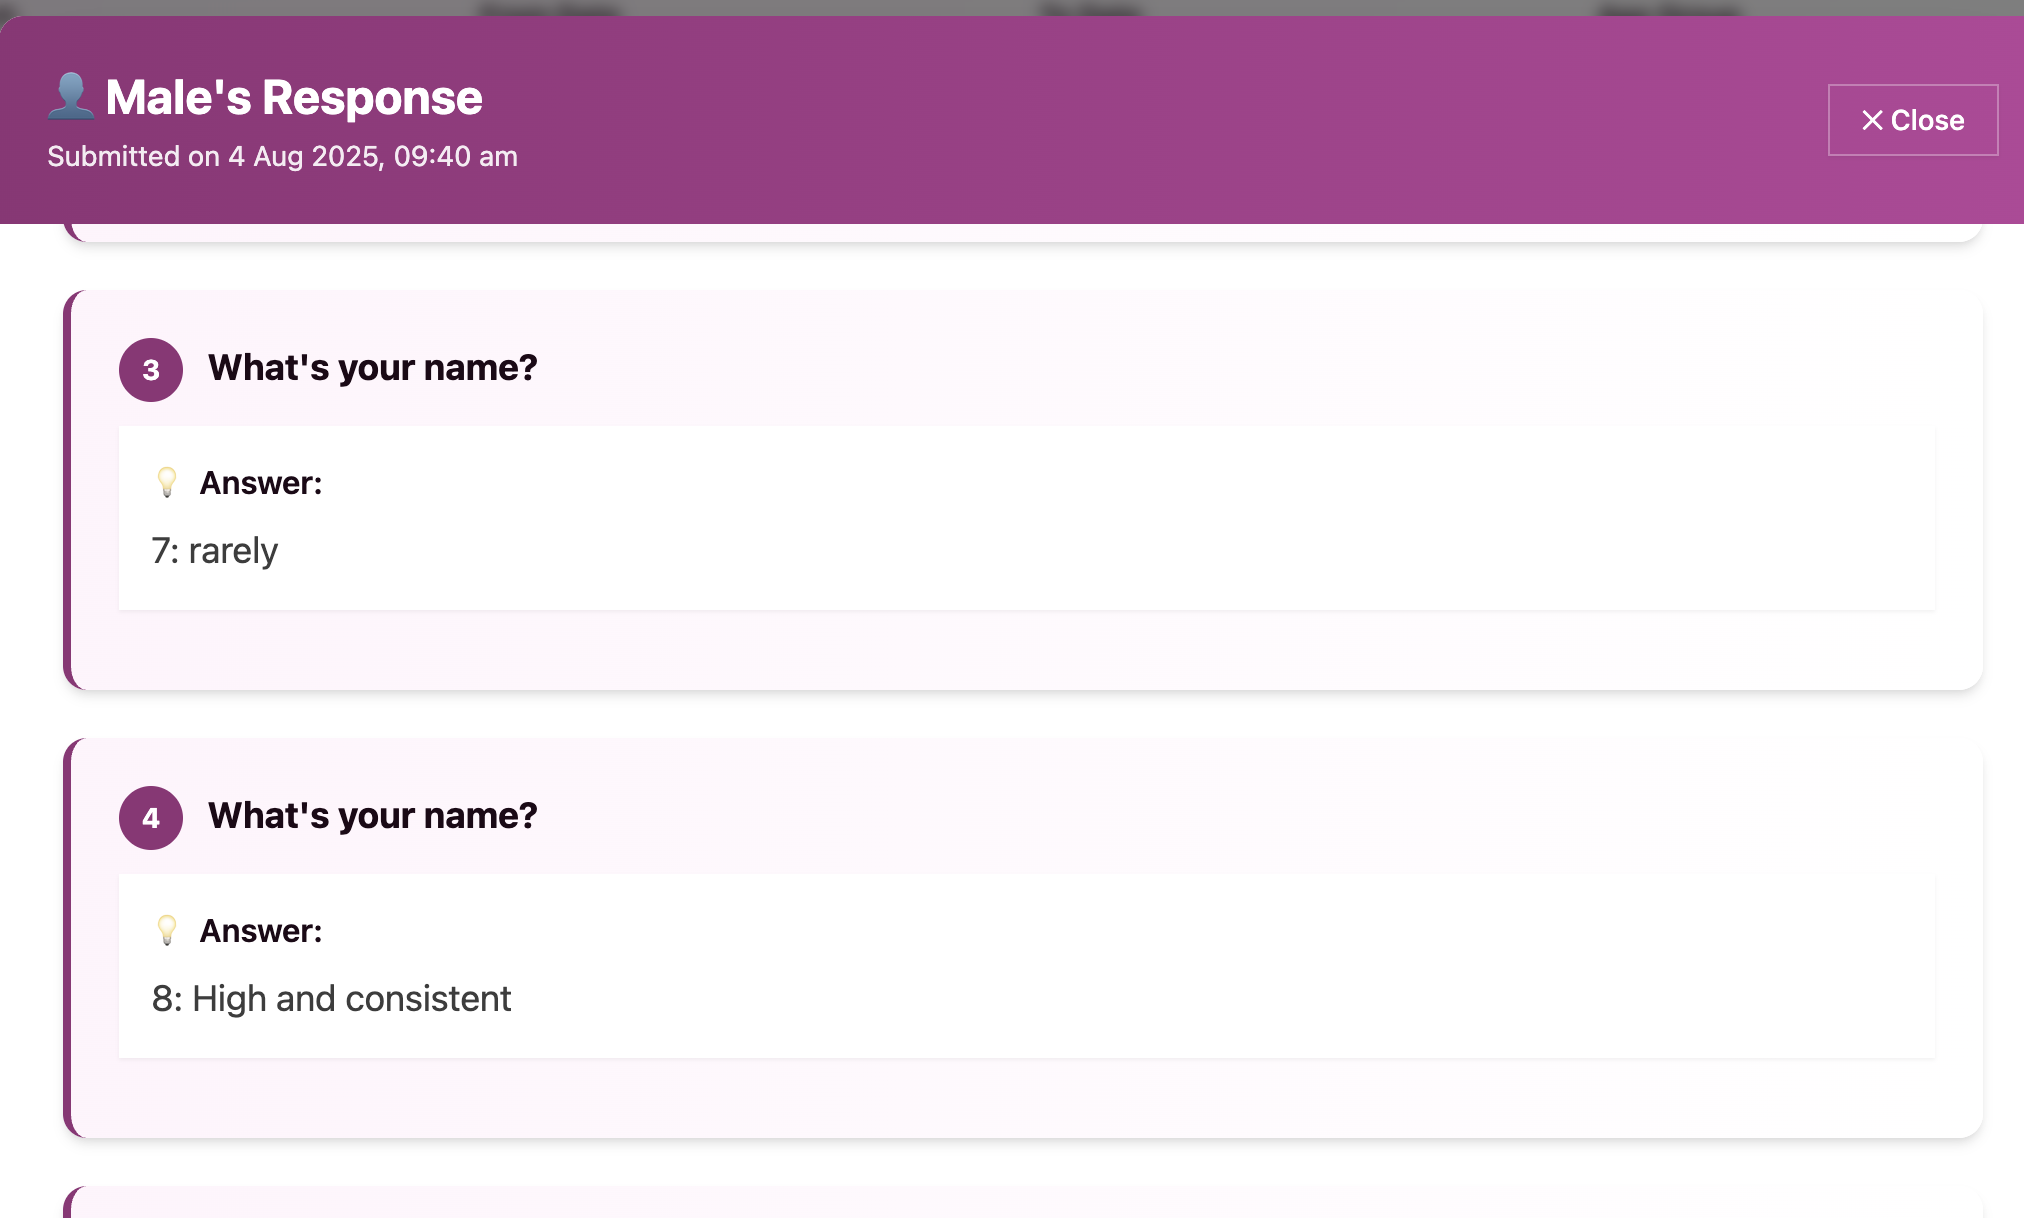 Male's Response
Submitted on 4 Aug 2025, 09:40 am
Close
3
What's your name?
Answer:
7: rarely
4
What's your name?
Answer:
8: High and consistent